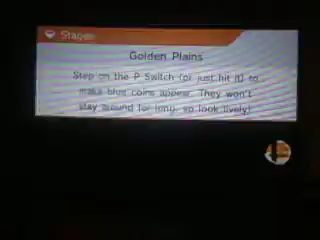 Stages
Golden Plains
Step on the P Switch (or just hit it) to
make blue coins appear. They won't
stay around for long, so look lively!